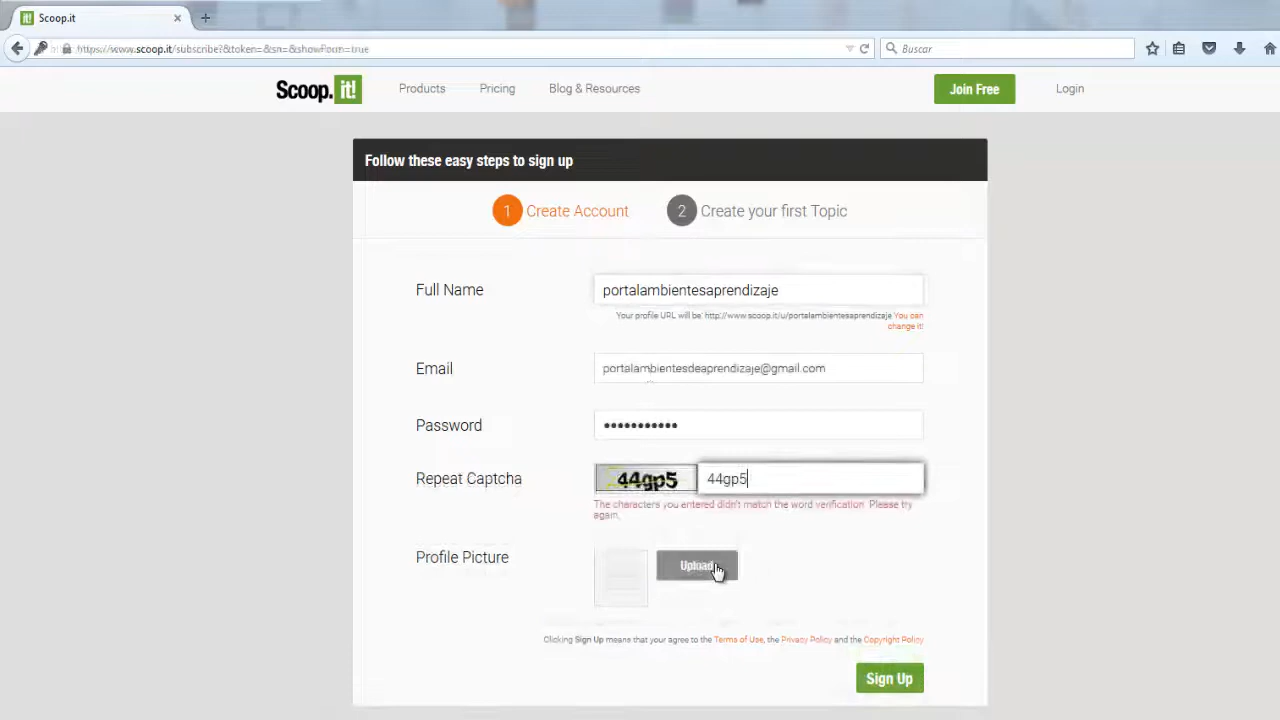 it! Scoop.it
https://www.scoop.it/subscribe?&token=&sn=&showForm=true
Buscar
Scoop.it!
Products
Pricing
Blog & Resources
Join Free
Login
Follow these easy steps to sign up
1 Create Account
2 Create your first Topic
Full Name
portalambientesaprendizaje
Your profile URL will be: http://www.scoop.it/u/portalambientesaprendizaje You can
change it!
Email
portalambientesdeaprendizaje@gmail.com
Password
Repeat Captcha
44gp5
44gp5
The characters you entered didn't match the word verification. Please try
again.
Profile Picture
Upload
Clicking Sign Up means that your agree to the Terms of Use, the Privacy Policy and the Copyright Policy
Sign Up